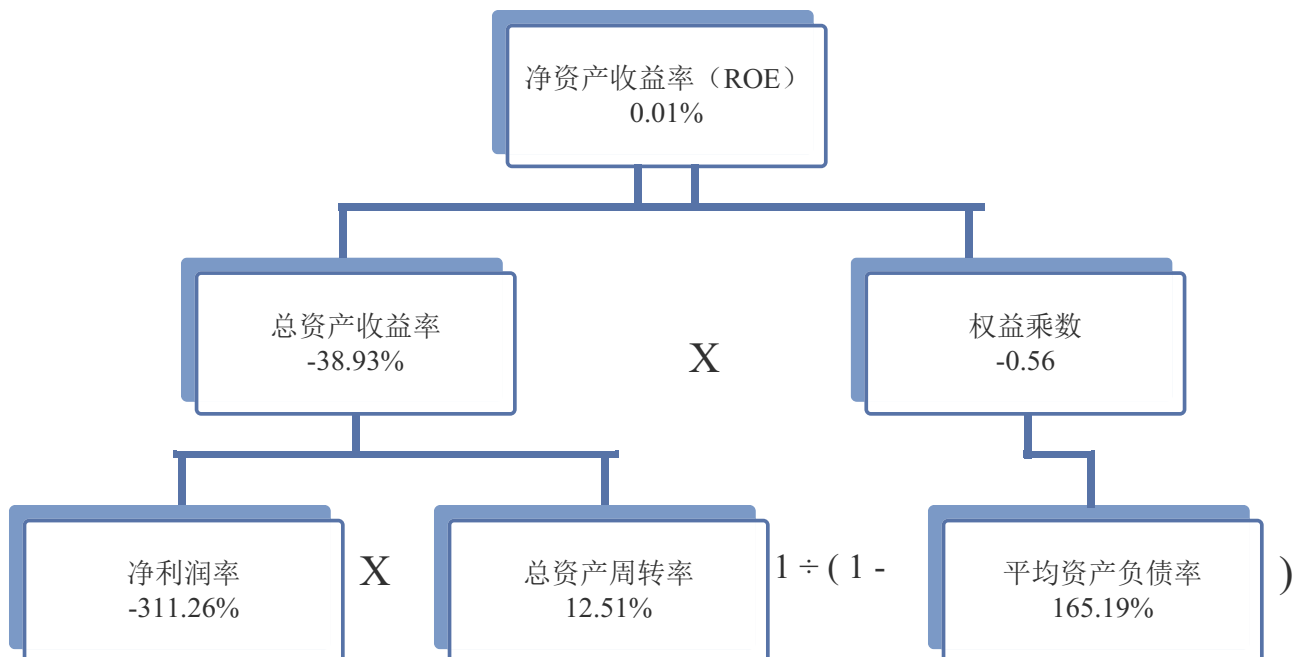 净资产收益率（ROE）
0.01%
总资产收益率
-38.93%
X
权益乘数
-0.56
净利润率
-311.26%
X
总资产周转率
12.51%
1 ÷ ( 1 -
平均资产负债率
165.19%
)